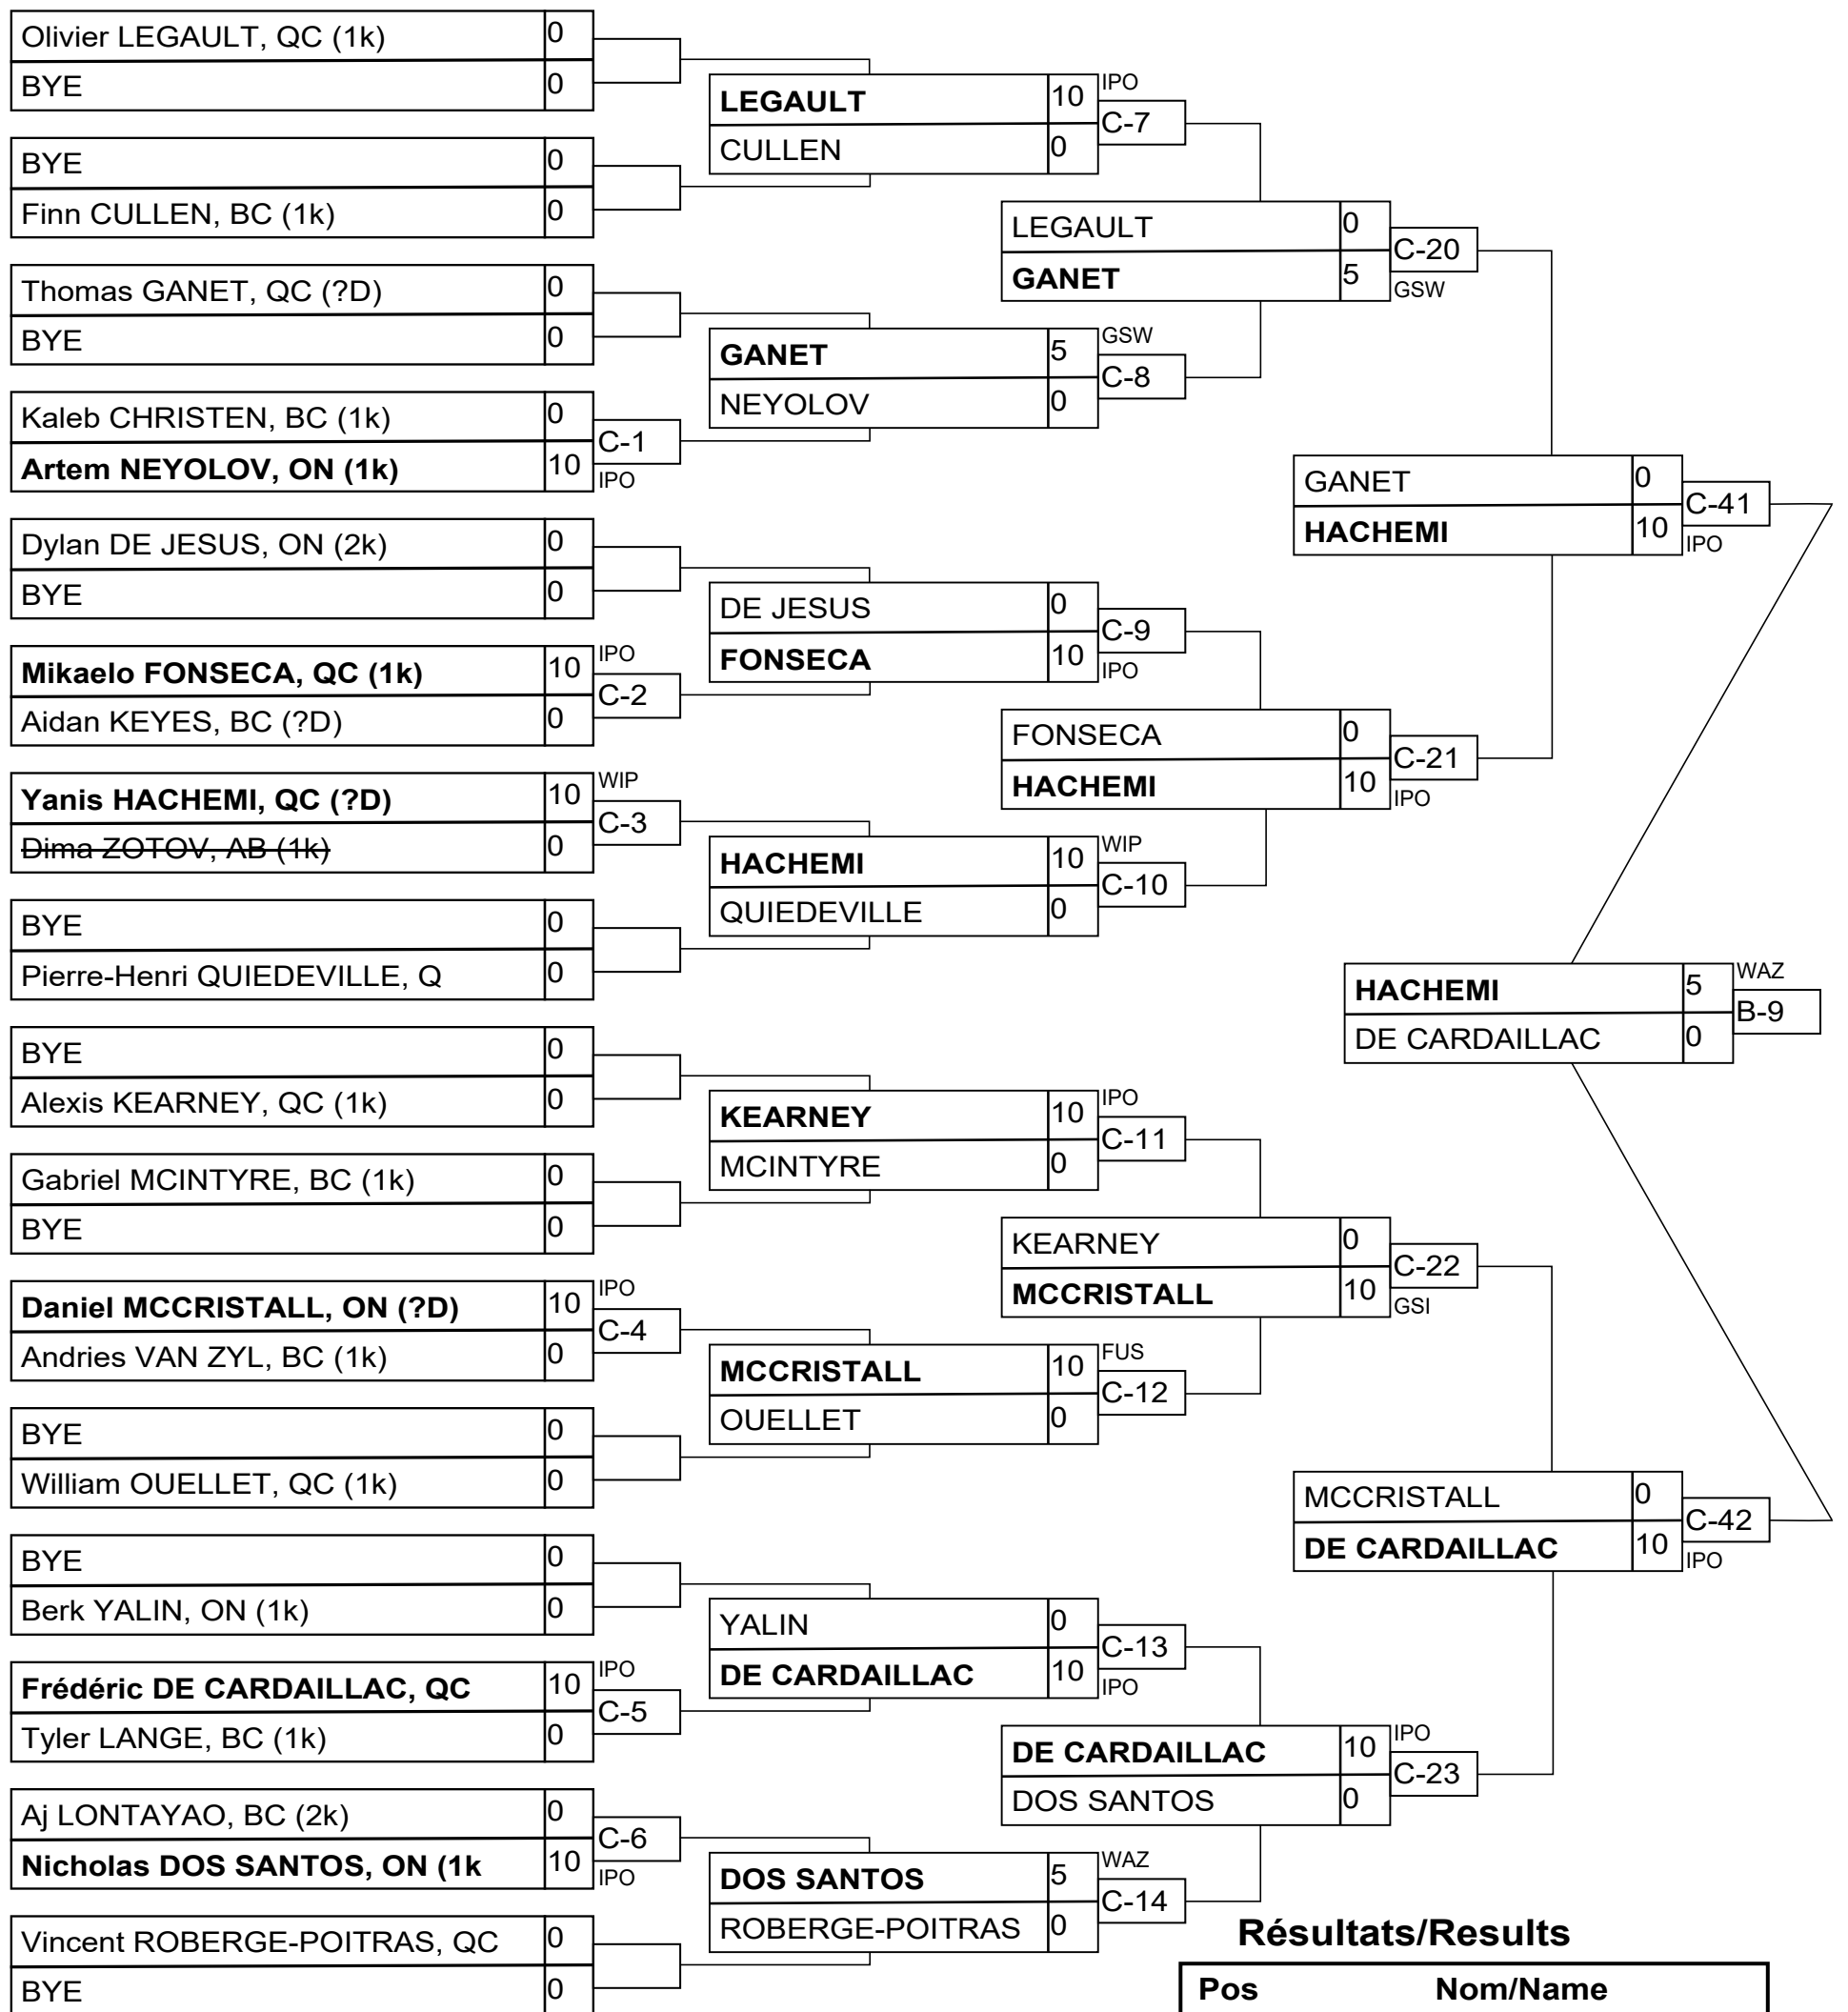 Olivier LEGAULT, QC (1k) 0
BYE 0
BYE 0
Finn CULLEN, BC (1k) 0
Thomas GANET, QC (?D) 0
BYE 0
Kaleb CHRISTEN, BC (1k) 0
C-1
Artem NEYOLOV, ON (1k) 10
IPO
Dylan DE JESUS, ON (2k) 0
BYE 0
Mikaelo FONSECA, QC (1k) 10 IPO
C-2
Aidan KEYES, BC (?D) 0
Yanis HACHEMI, QC (?D) 10 WIP
C-3
Dima ZOTOV, AB (1k) 0
BYE 0
Pierre-Henri QUIEDEVILLE, Q 0
BYE 0
Alexis KEARNEY, QC (1k) 0
Gabriel MCINTYRE, BC (1k) 0
BYE 0
Daniel MCCRISTALL, ON (?D) 10 IPO
C-4
Andries VAN ZYL, BC (1k) 0
BYE 0
William OUELLET, QC (1k) 0
BYE 0
Berk YALIN, ON (1k) 0
Frédéric DE CARDAILLAC, QC 10 IPO
C-5
Tyler LANGE, BC (1k) 0
Aj LONTAYAO, BC (2k) 0
C-6
Nicholas DOS SANTOS, ON (1k 10
IPO
Vincent ROBERGE-POITRAS, QC 0
BYE 0
LEGAULT 10 IPO
C-7
CULLEN 0
GANET 5 GSW
C-8
NEYOLOV 0
DE JESUS 0
C-9
FONSECA 10
IPO
HACHEMI 10 WIP
C-10
QUIEDEVILLE 0
KEARNEY 10 IPO
C-11
MCINTYRE 0
MCCRISTALL 10 FUS
C-12
OUELLET 0
YALIN 0
C-13
DE CARDAILLAC 10
IPO
DOS SANTOS 5 WAZ
C-14
ROBERGE-POITRAS 0
LEGAULT 0
C-20
GANET 5
GSW
FONSECA 0
C-21
HACHEMI 10
IPO
KEARNEY 0
C-22
MCCRISTALL 10
GSI
DE CARDAILLAC 10 IPO
C-23
DOS SANTOS 0
GANET 0
C-41
HACHEMI 10
IPO
MCCRISTALL 0
C-42
DE CARDAILLAC 10
IPO
HACHEMI 5 WAZ
B-9
DE CARDAILLAC 0
Résultats/Results
Pos Nom/Name